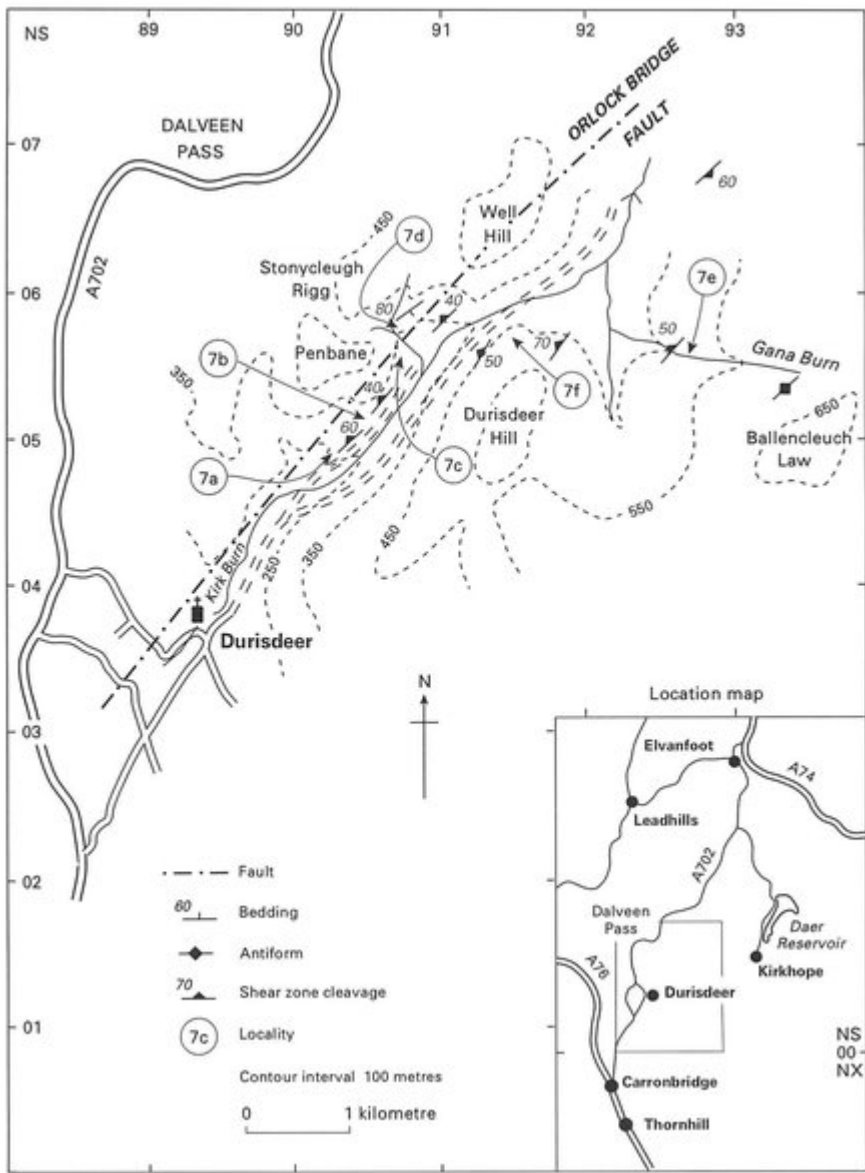 NS
89
90
91
92
93
07
06
05
04
03
02
01
DALVEEN
PASS
A702
ORLOCK BRIDGE
FAULT
450
7d
Well
Hill
60
Stonycleugh
Rigg
80
40
7e
7b
Penbane
70
50
Gana Burn
350
40
50
7f
650
60
Durisdeer
Hill
Ballencleuch
Law
7a
7c
550
450
350
250
Kirk Burn
Durisdeer
N
Fault
60
Bedding
Antiform
70
Shear zone cleavage
7c
Locality
Contour interval 100 metres
0
1 kilometre
Location map
Elvanfoot
A74
Leadhills
A702
Dalveen
Pass
Daer
Reservoir
Kirkhope
A76
Durisdeer
NS
00
NX
Carronbridge
Thornhill